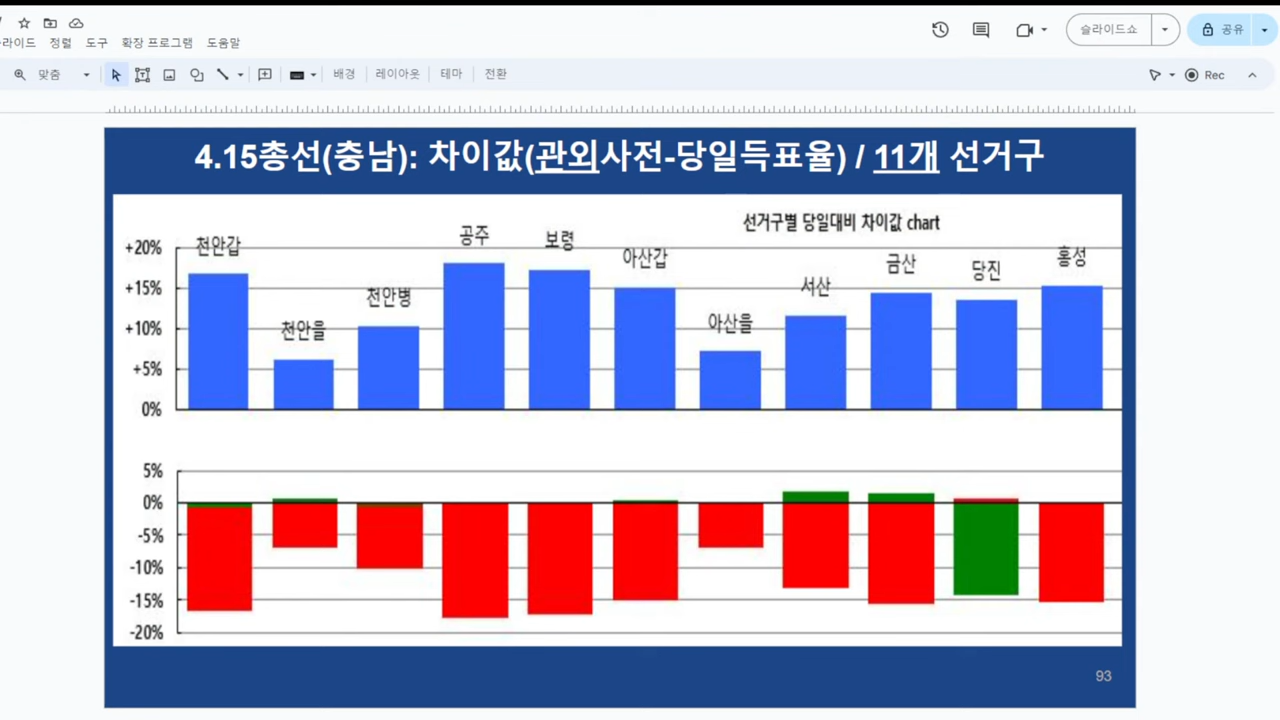 슬라이드쇼
공유
라이드 정렬 도구 확장 프로그램 도움말
맞춤
배경 레이아웃 테마 전환
Rec
4.15총선(충남): 차이값(관외사전-당일득표율) / 11개 선거구
선거구별 당일대비 차이값 chart
+20%
+15%
+10%
+5%
0%
천안갑
천안을
천안병
공주
보령
아산갑
아산을
서산
금산
당진
홍성
5%
0%
-5%
-10%
-15%
-20%
93